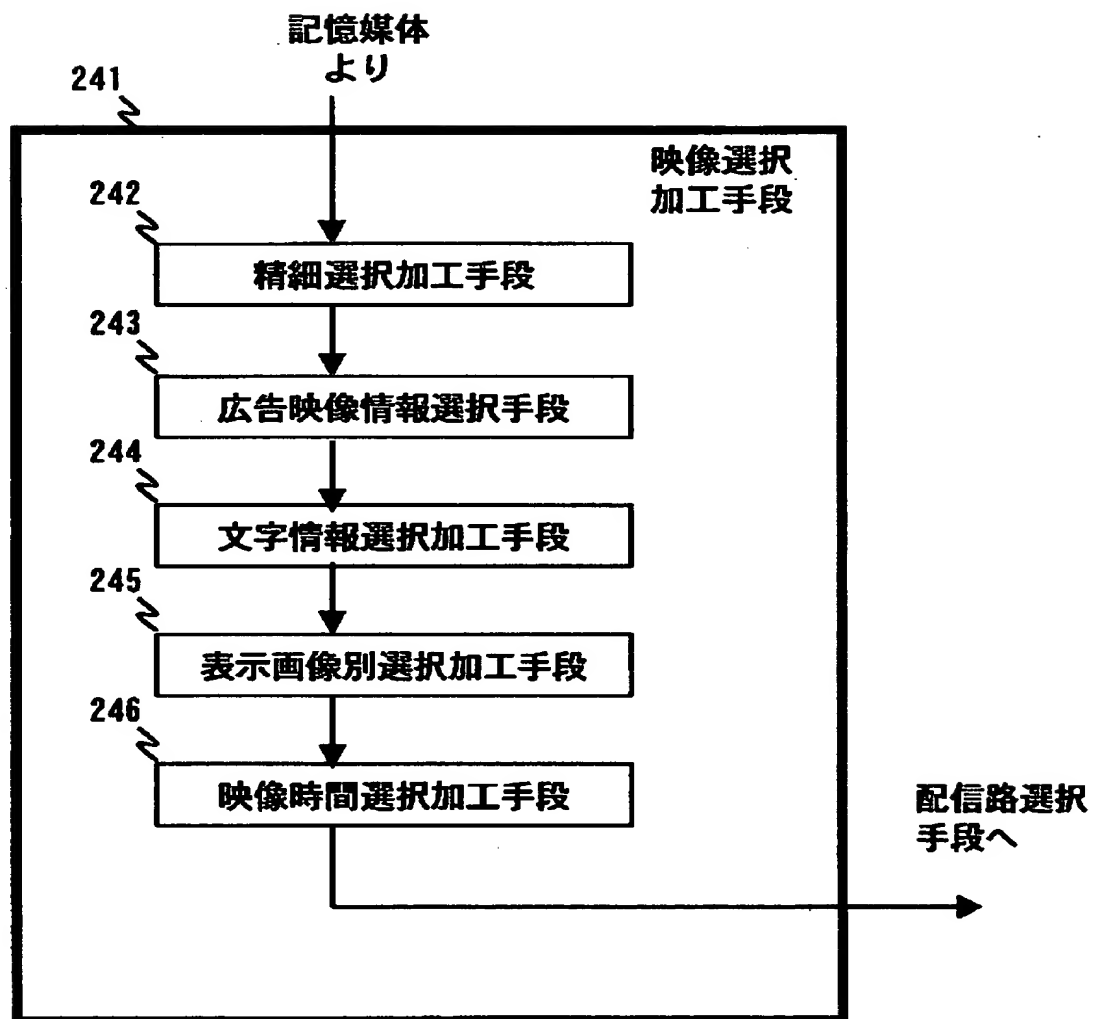 記憶媒体
より
241
映像選択
加工手段
242
精細選択加工手段
243
広告映像情報選択手段
244
文字情報選択加工手段
245
表示画像別選択加工手段
246
映像時間選択加工手段
配信路選択
手段へ